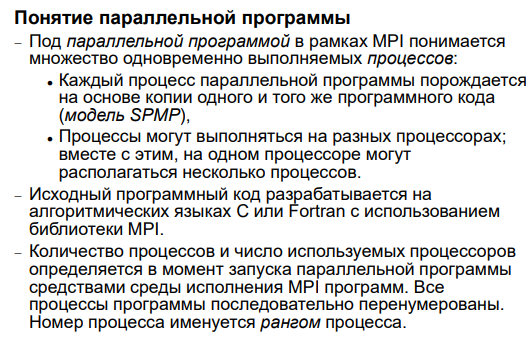 Понятие параллельной программы
– Под параллельной программой в рамках MPI понимается
множество одновременно выполняемых процессов:
• Каждый процесс параллельной программы порождается
на основе копии одного и того же программного кода
(модель SPMP),
• Процессы могут выполняться на разных процессорах;
вместе с этим, на одном процессоре могут
располагаться несколько процессов.
– Исходный программный код разрабатывается на
алгоритмических языках C или Fortran с использованием
библиотеки MPI.
– Количество процессов и число используемых процессоров
определяется в момент запуска параллельной программы
средствами среды исполнения MPI программ. Все
процессы программы последовательно перенумерованы.
Номер процесса именуется рангом процесса.